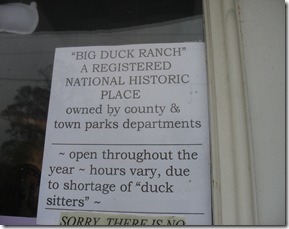 "BIG DUCK RANCH"
A REGISTERED
NATIONAL HISTORIC
PLACE
owned by county &
town parks departments
~ open throughout the
year ~ hours vary, due
to shortage of "duck
sitters" ~
SORRY, THERE IS NO